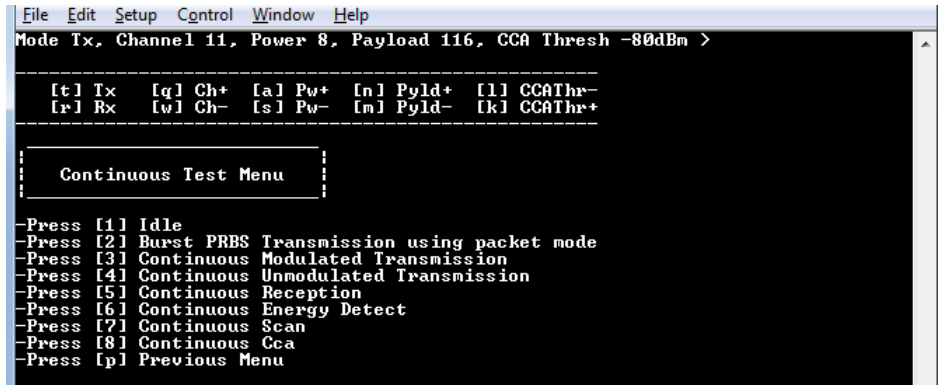 File Edit Setup Control Window Help
Mode Tx, Channel 11, Power 8, Payload 116, CCA Thresh -80dBm >
[t] Tx [q] Ch+ [a] Pw+ [n] Pyld+ [l] CCAThr-
[r] Rx [w] Ch- [s] Pw- [m] Pyld- [k] CCAThr+
Continuous Test Menu
-Press [1] Idle
-Press [2] Burst PRBS Transmission using packet mode
-Press [3] Continuous Modulated Transmission
-Press [4] Continuous Unmodulated Transmission
-Press [5] Continuous Reception
-Press [6] Continuous Energy Detect
-Press [7] Continuous Scan
-Press [8] Continuous Cca
-Press [p] Previous Menu